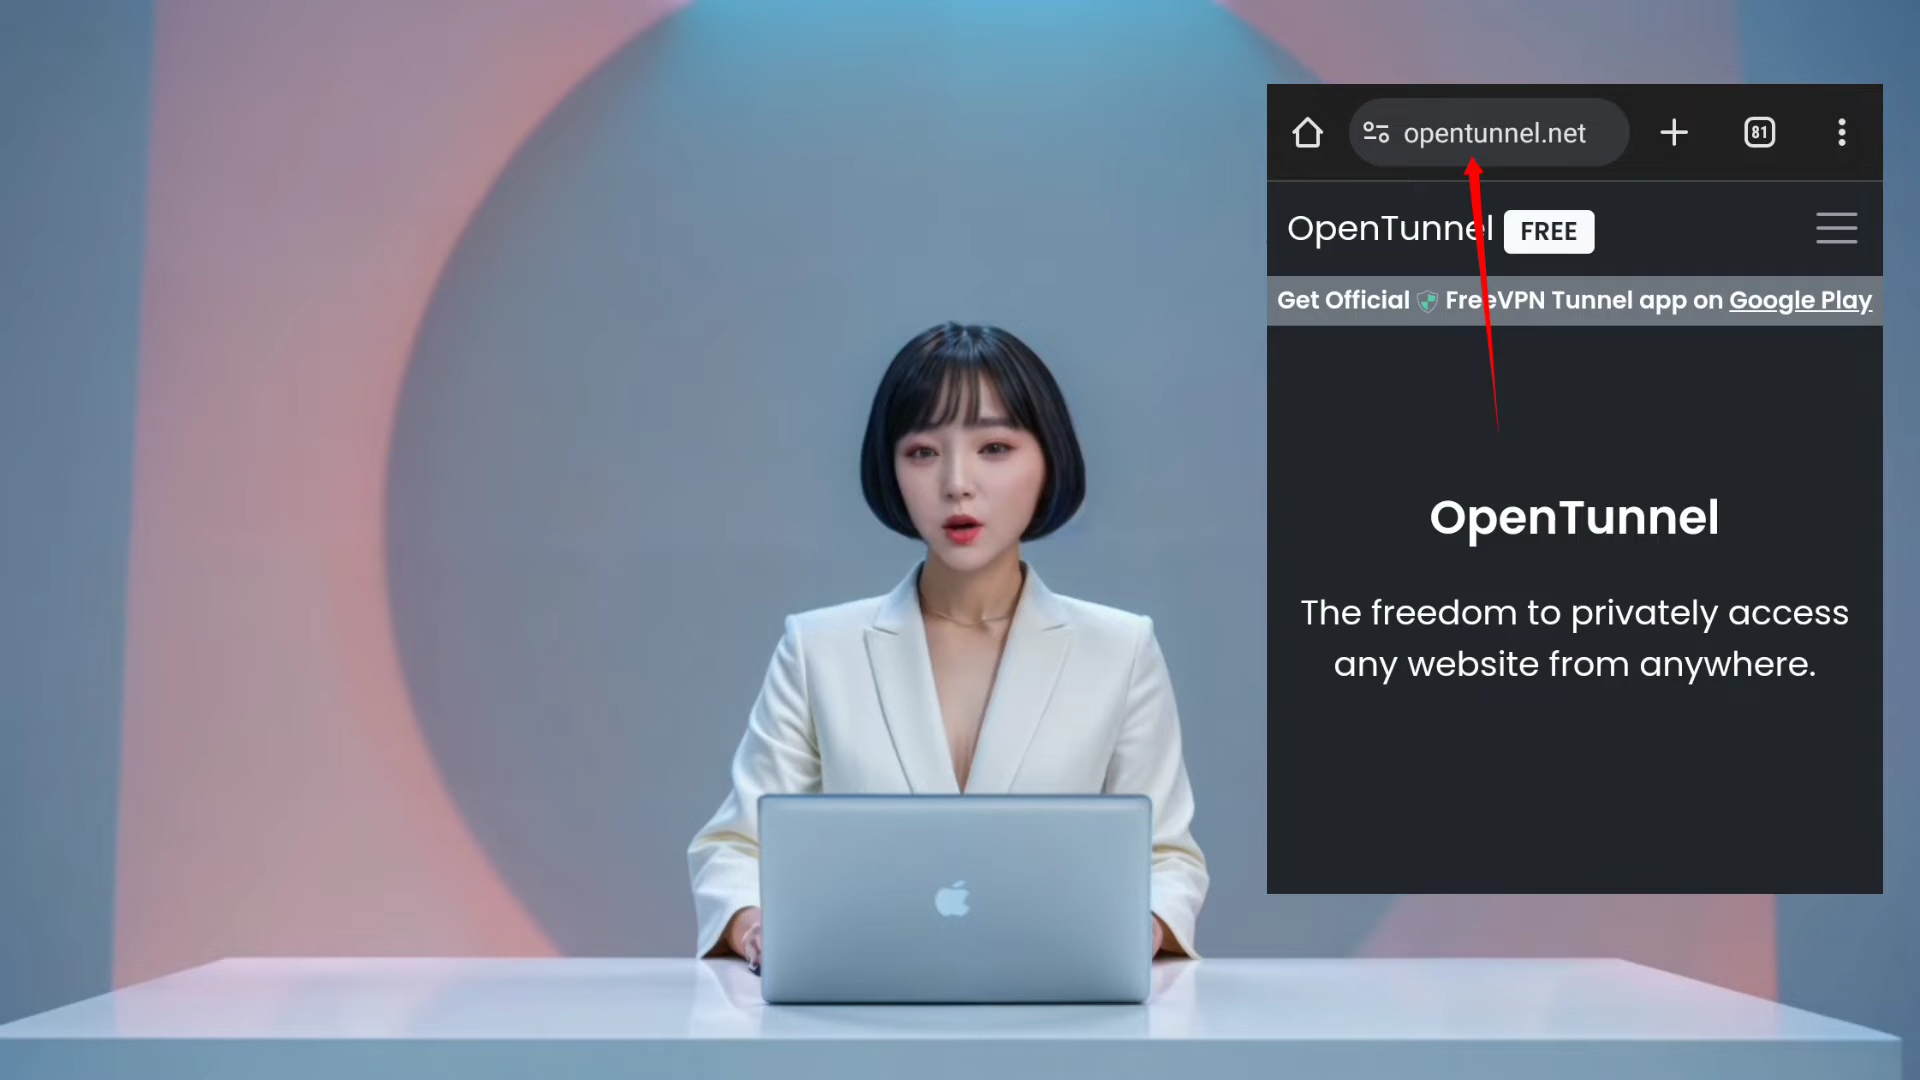 opentunnel.net
81
OpenTunnel FREE
Get Official FreeVPN Tunnel app on Google Play
OpenTunnel
The freedom to privately access
any website from anywhere.